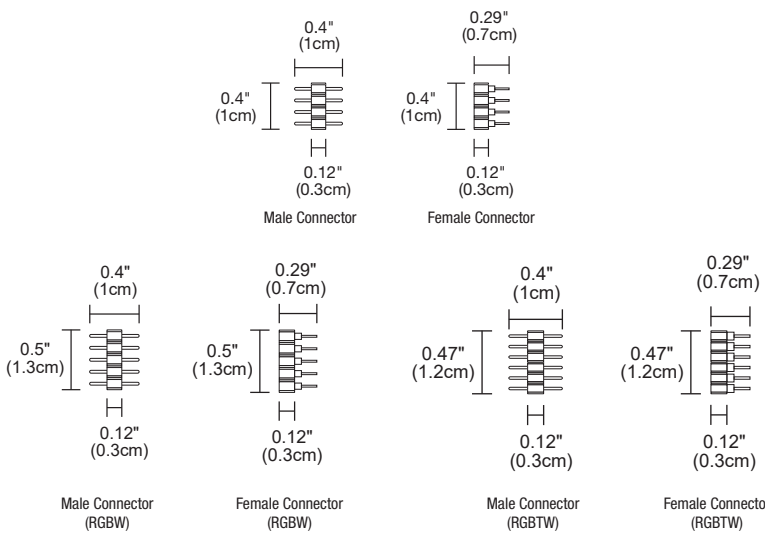 0.4"
(1cm)
0.4"
(1cm)
0.12"
(0.3cm)
Male Connector
0.29"
(0.7cm)
0.4"
(1cm)
0.12"
(0.3cm)
Female Connector
0.4"
(1cm)
0.5"
(1.3cm)
0.12"
(0.3cm)
Male Connector
(RGBW)
0.29"
(0.7cm)
0.5"
(1.3cm)
0.12"
(0.3cm)
Female Connector
(RGBW)
0.4"
(1cm)
0.47"
(1.2cm)
0.12"
(0.3cm)
Male Connector
(RGBTW)
0.29"
(0.7cm)
0.47"
(1.2cm)
0.12"
(0.3cm)
Female Connecto
(RGBTW)